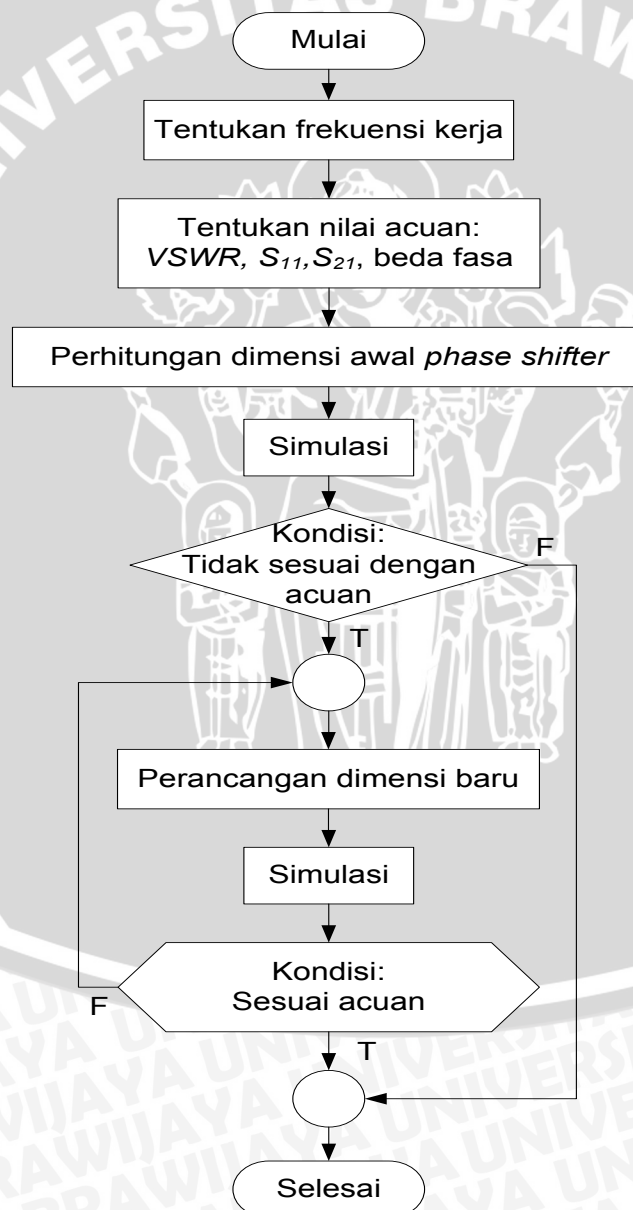 Mulai
Tentukan frekuensi kerja
Tentukan nilai acuan:
VSWR, S₁₁,S₂₁, beda fasa
Perhitungan dimensi awal phase shifter
Simulasi
Kondisi:
Tidak sesuai dengan
acuan
F
T
Perancangan dimensi baru
Simulasi
Kondisi:
Sesuai acuan
F
T
Selesai